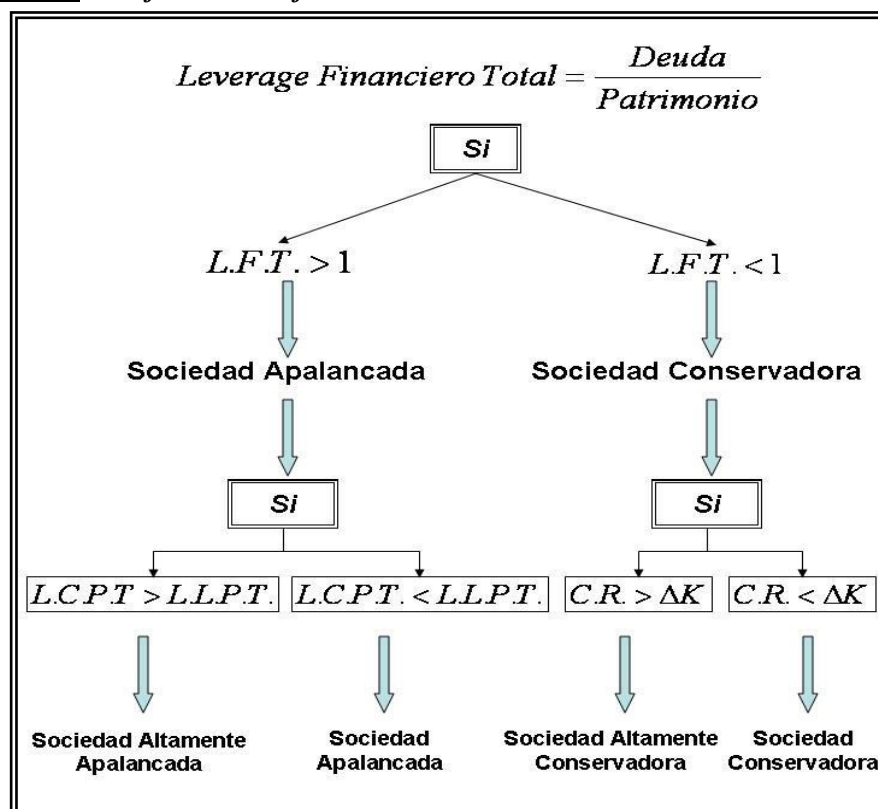 Leverage Financiero Total = Deuda / Patrimonio
Si
L.F.T. > 1 L.F.T. < 1
Sociedad Apalancada Sociedad Conservadora
Si Si
L.C.P.T > L.L.P.T. L.C.P.T. < L.L.P.T. C.R. > ΔK C.R. < ΔK
Sociedad Altamente Sociedad Sociedad Altamente Sociedad
Apalancada Apalancada Conservadora Conservadora